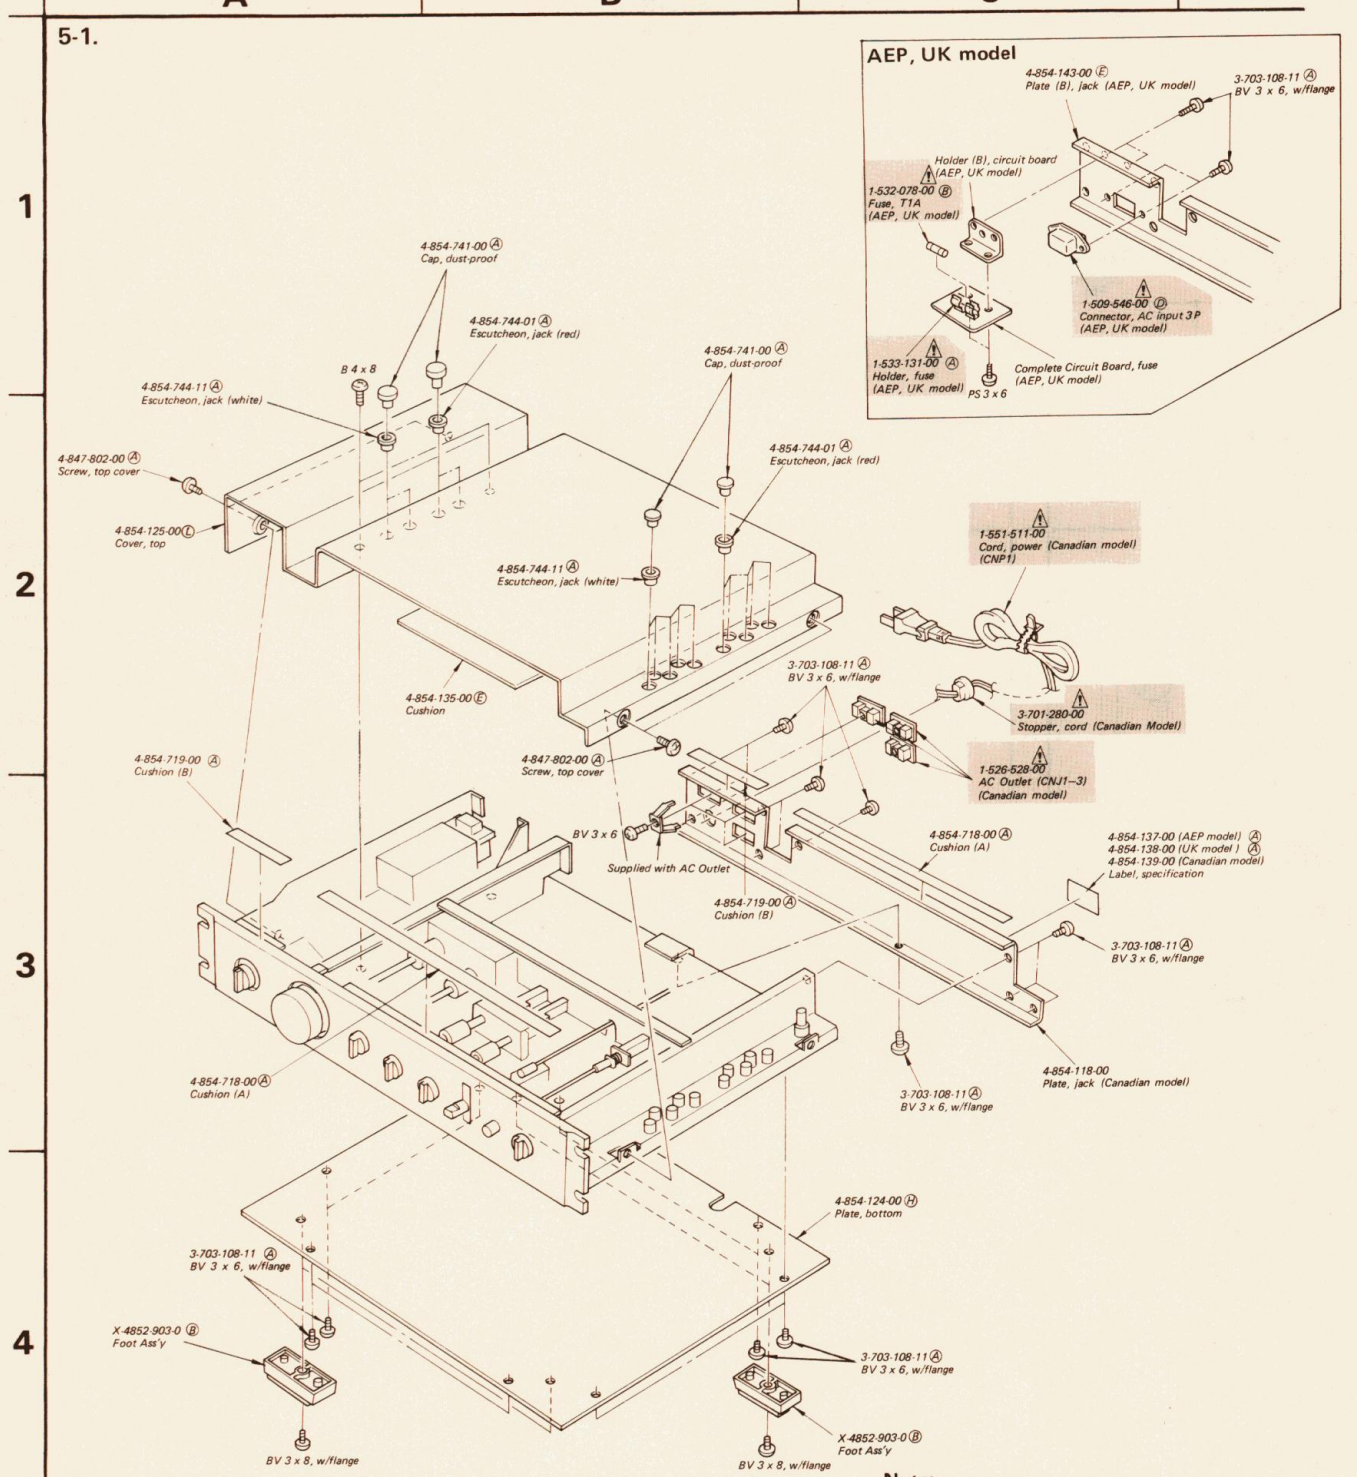 5-1.
AEP, UK model
4-854-143-00 Ⓔ
Plate (B), jack (AEP, UK model)
3-703-108-11 Ⓐ
BV 3 x 6, w/flange
Holder (B), circuit board
(AEP, UK model)
1-532-078-00 Ⓑ
Fuse, T1A
(AEP, UK model)
1-509-546-00 Ⓓ
Connector, AC input 3P
(AEP, UK model)
1-533-131-00 Ⓐ
Holder, fuse
(AEP, UK model)
PS 3 x 6
Complete Circuit Board, fuse
(AEP, UK model)
1
4-854-741-00 Ⓐ
Cap, dust-proof
4-854-744-01 Ⓐ
Escutcheon, jack (red)
B 4 x 8
4-854-744-11 Ⓐ
Escutcheon, jack (white)
4-854-741-00 Ⓐ
Cap, dust-proof
4-847-802-00 Ⓐ
Screw, top cover
4-854-744-01 Ⓐ
Escutcheon, jack (red)
4-854-125-00 Ⓛ
Cover, top
1-551-511-00
Cord, power (Canadian model)
(CNP1)
4-854-744-11 Ⓐ
Escutcheon, jack (white)
2
4-854-135-00 Ⓔ
Cushion
3-703-108-11 Ⓐ
BV 3 x 6, w/flange
3-701-280-00
Stopper, cord (Canadian Model)
4-847-802-00 Ⓐ
Screw, top cover
1-526-528-00
AC Outlet (CNJ1-3)
(Canadian model)
4-854-719-00 Ⓐ
Cushion (B)
BV 3 x 6
Supplied with AC Outlet
4-854-718-00 Ⓐ
Cushion (A)
4-854-137-00 (AEP model) Ⓐ
4-854-138-00 (UK model ) Ⓐ
4-854-139-00 (Canadian model)
Label, specification
4-854-719-00 Ⓐ
Cushion (B)
3-703-108-11 Ⓐ
BV 3 x 6, w/flange
3
4-854-718-00 Ⓐ
Cushion (A)
3-703-108-11 Ⓐ
BV 3 x 6, w/flange
4-854-118-00
Plate, jack (Canadian model)
4-854-124-00 Ⓗ
Plate, bottom
3-703-108-11 Ⓐ
BV 3 x 6, w/flange
4
X-4852-903-0 Ⓑ
Foot Ass'y
3-703-108-11 Ⓐ
BV 3 x 6, w/flange
X-4852-903-0 Ⓑ
Foot Ass'y
BV 3 x 8, w/flange
BV 3 x 8, w/flange